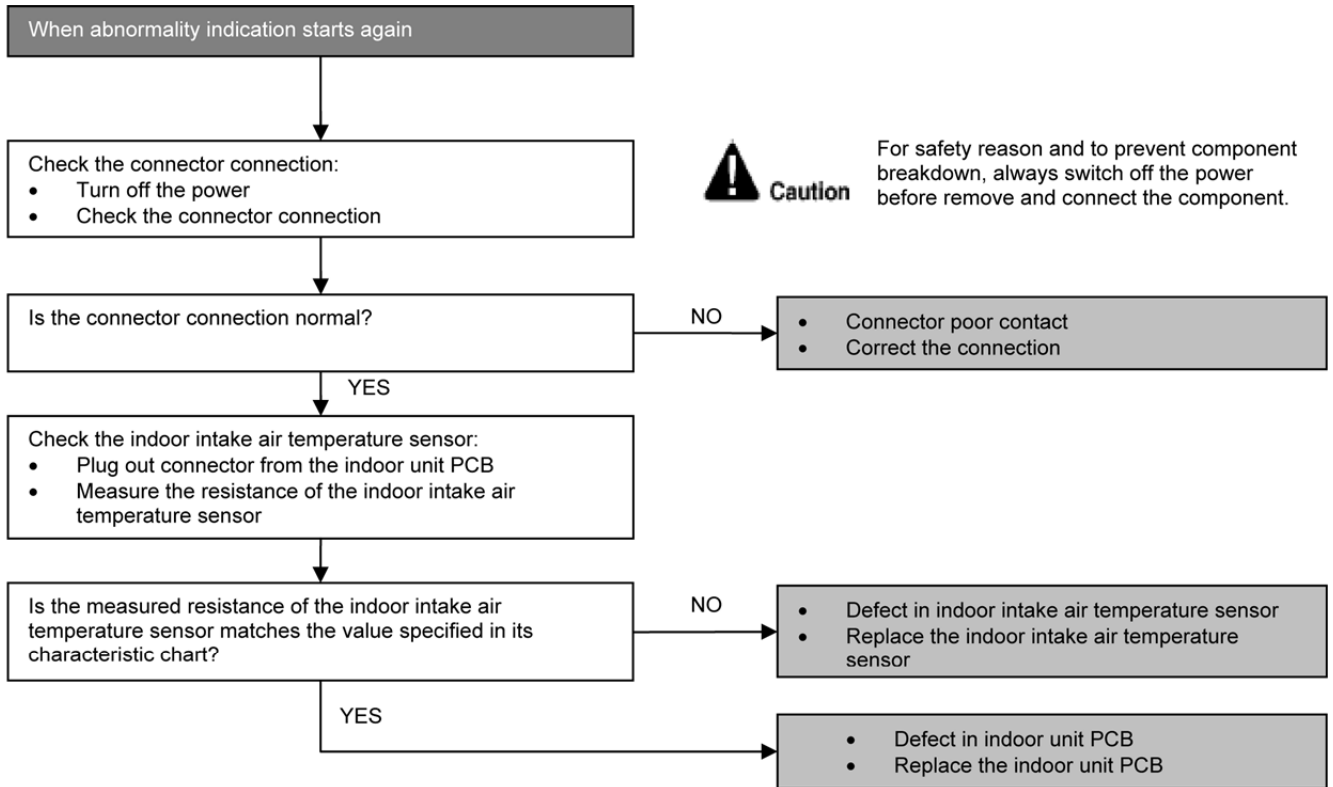 When abnormality indication starts again
Check the connector connection:
• Turn off the power
• Check the connector connection
Caution
For safety reason and to prevent component
breakdown, always switch off the power
before remove and connect the component.
Is the connector connection normal?
NO
• Connector poor contact
• Correct the connection
YES
Check the indoor intake air temperature sensor:
• Plug out connector from the indoor unit PCB
• Measure the resistance of the indoor intake air
temperature sensor
Is the measured resistance of the indoor intake air
temperature sensor matches the value specified in its
characteristic chart?
NO
• Defect in indoor intake air temperature sensor
• Replace the indoor intake air temperature
sensor
YES
• Defect in indoor unit PCB
• Replace the indoor unit PCB